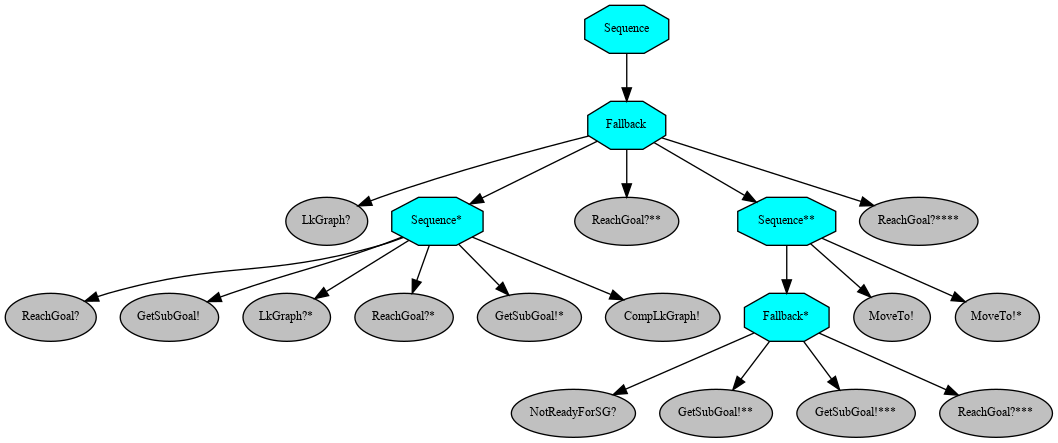 Sequence
Fallback
LkGraph?
Sequence*
ReachGoal?**
Sequence**
ReachGoal?****
ReachGoal?
GetSubGoal!
LkGraph?*
ReachGoal?*
GetSubGoal!*
CompLkGraph!
Fallback*
MoveTo!
MoveTo!*
NotReadyForSG?
GetSubGoal!**
GetSubGoal!***
ReachGoal?***